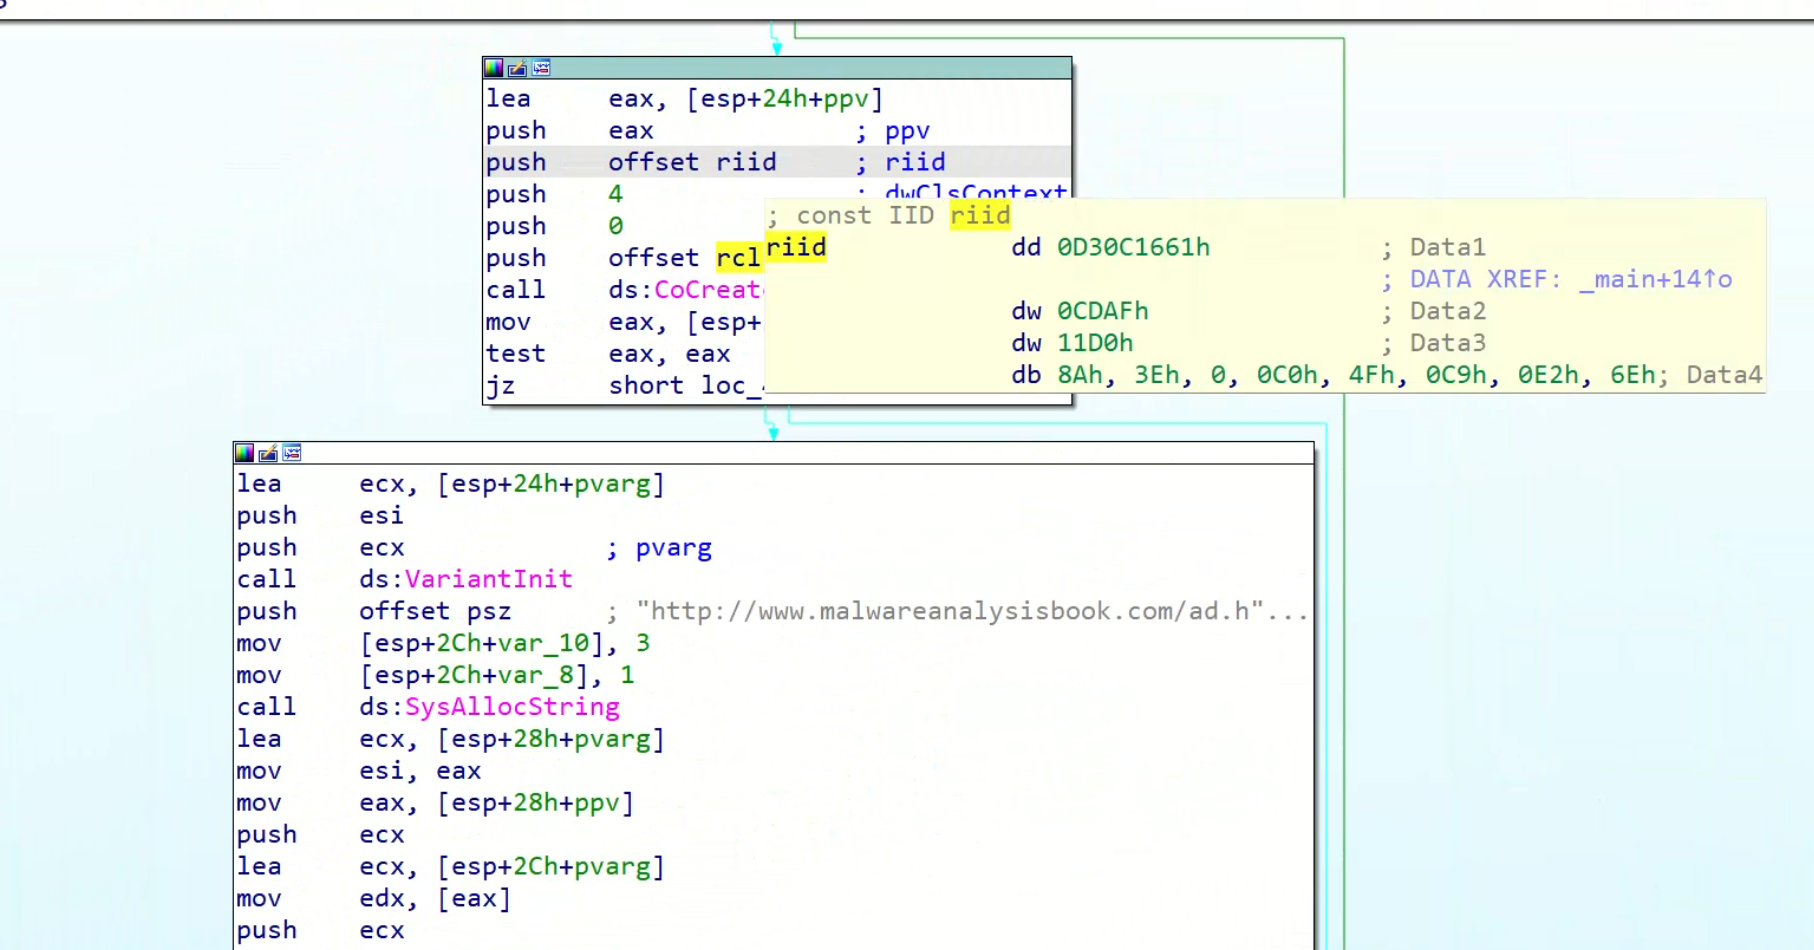 lea eax, [esp+24h+ppv]
push eax ; ppv
push offset riid ; riid
push 4 ; dwClsContext
push 0
push offset rcl
call ds:CoCreat
mov eax, [esp+
test eax, eax
jz short loc_
; const IID riid
riid dd 0D30C1661h ; Data1
; DATA XREF: _main+14↑o
dw 0CDAFh ; Data2
dw 11D0h ; Data3
db 8Ah, 3Eh, 0, 0C0h, 4Fh, 0C9h, 0E2h, 6Eh; Data4
lea ecx, [esp+24h+pvarg]
push esi
push ecx ; pvarg
call ds:VariantInit
push offset psz ; "http://www.malwareanalysisbook.com/ad.h"...
mov [esp+2Ch+var_10], 3
mov [esp+2Ch+var_8], 1
call ds:SysAllocString
lea ecx, [esp+28h+pvarg]
mov esi, eax
mov eax, [esp+28h+ppv]
push ecx
lea ecx, [esp+2Ch+pvarg]
mov edx, [eax]
push ecx